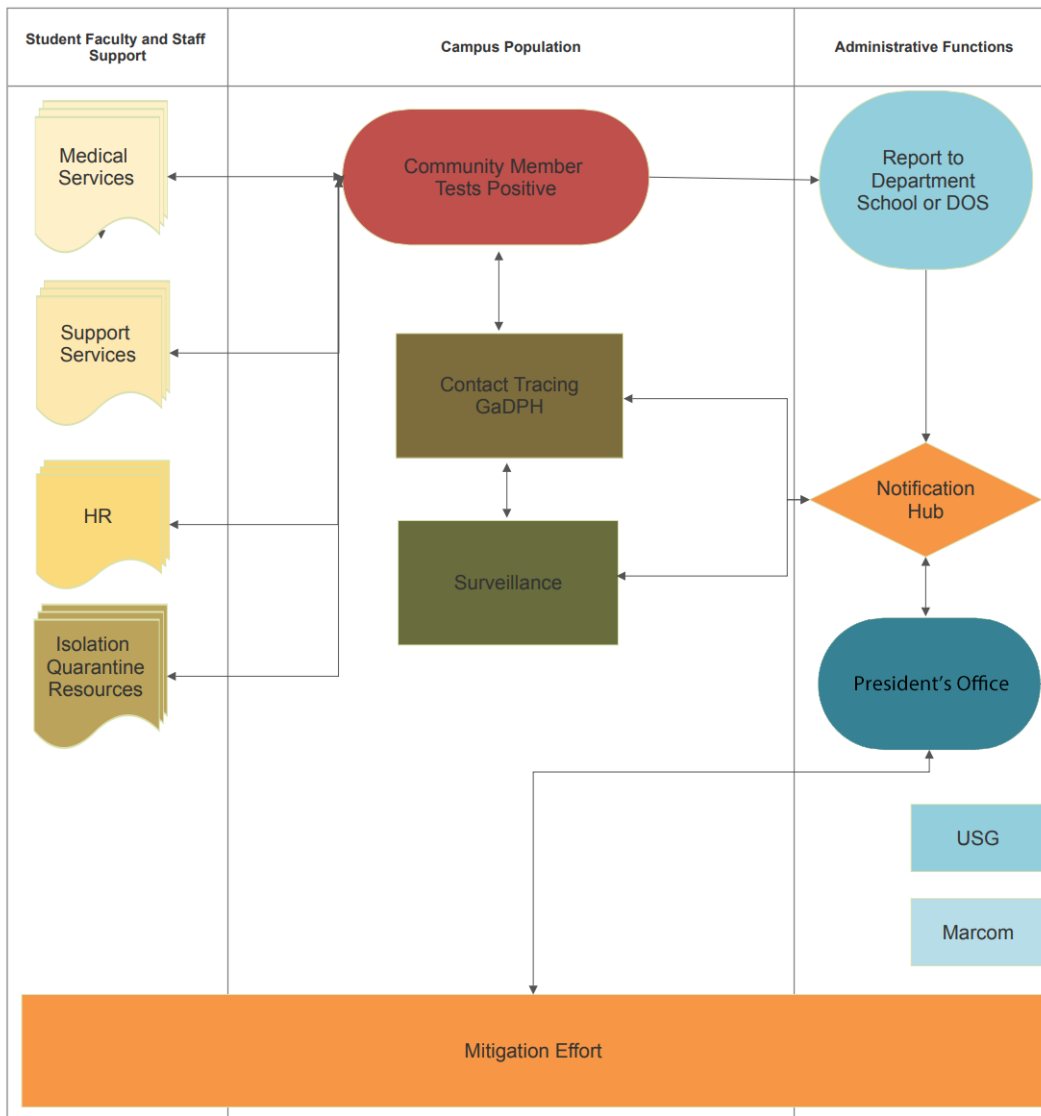 Student Faculty and Staff
Support
Campus Population
Administrative Functions
Medical
Services
Community Member
Tests Positive
Report to
Department
School or DOS
Support
Services
Contact Tracing
GaDPH
HR
Notification
Hub
Surveillance
Isolation
Quarantine
Resources
President's Office
USG
Marcom
Mitigation Effort